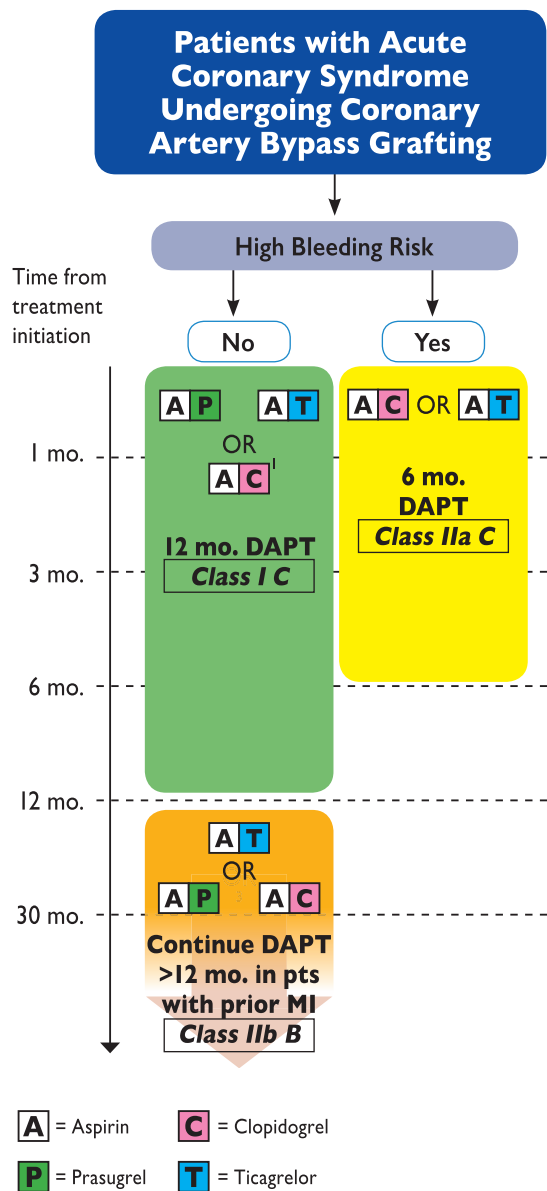 Patients with Acute
Coronary Syndrome
Undergoing Coronary
Artery Bypass Grafting
High Bleeding Risk
Time from
treatment
initiation
No
Yes
A P A T
OR
A C 1
12 mo. DAPT
Class I C
A C OR A T
6 mo.
DAPT
Class IIa C
1 mo.
3 mo.
6 mo.
12 mo.
30 mo.
A T
OR
A P A C
Continue DAPT
>12 mo. in pts
with prior MI
Class IIb B
A = Aspirin C = Clopidogrel
P = Prasugrel T = Ticagrelor